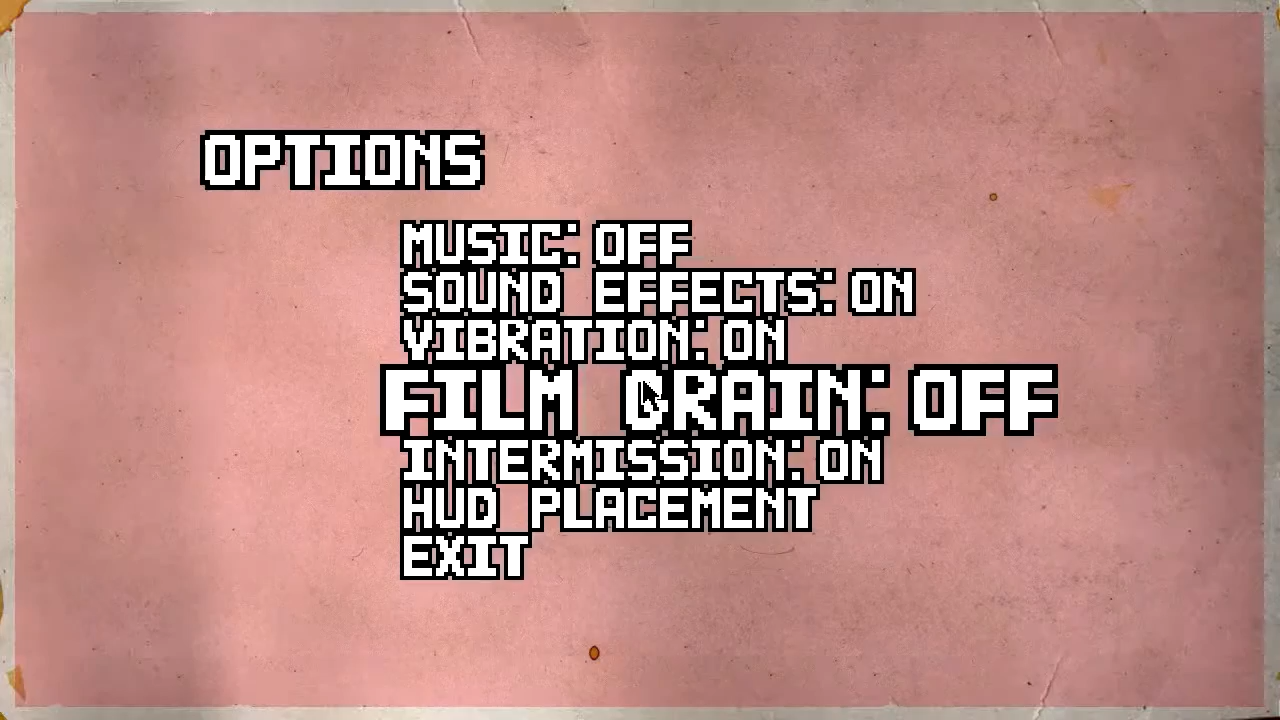 OPTIONS
MUSIC: OFF
SOUND EFFECTS: ON
VIBRATION: ON
FILM GRAIN: OFF
INTERMISSION: ON
HUD PLACEMENT
EXIT